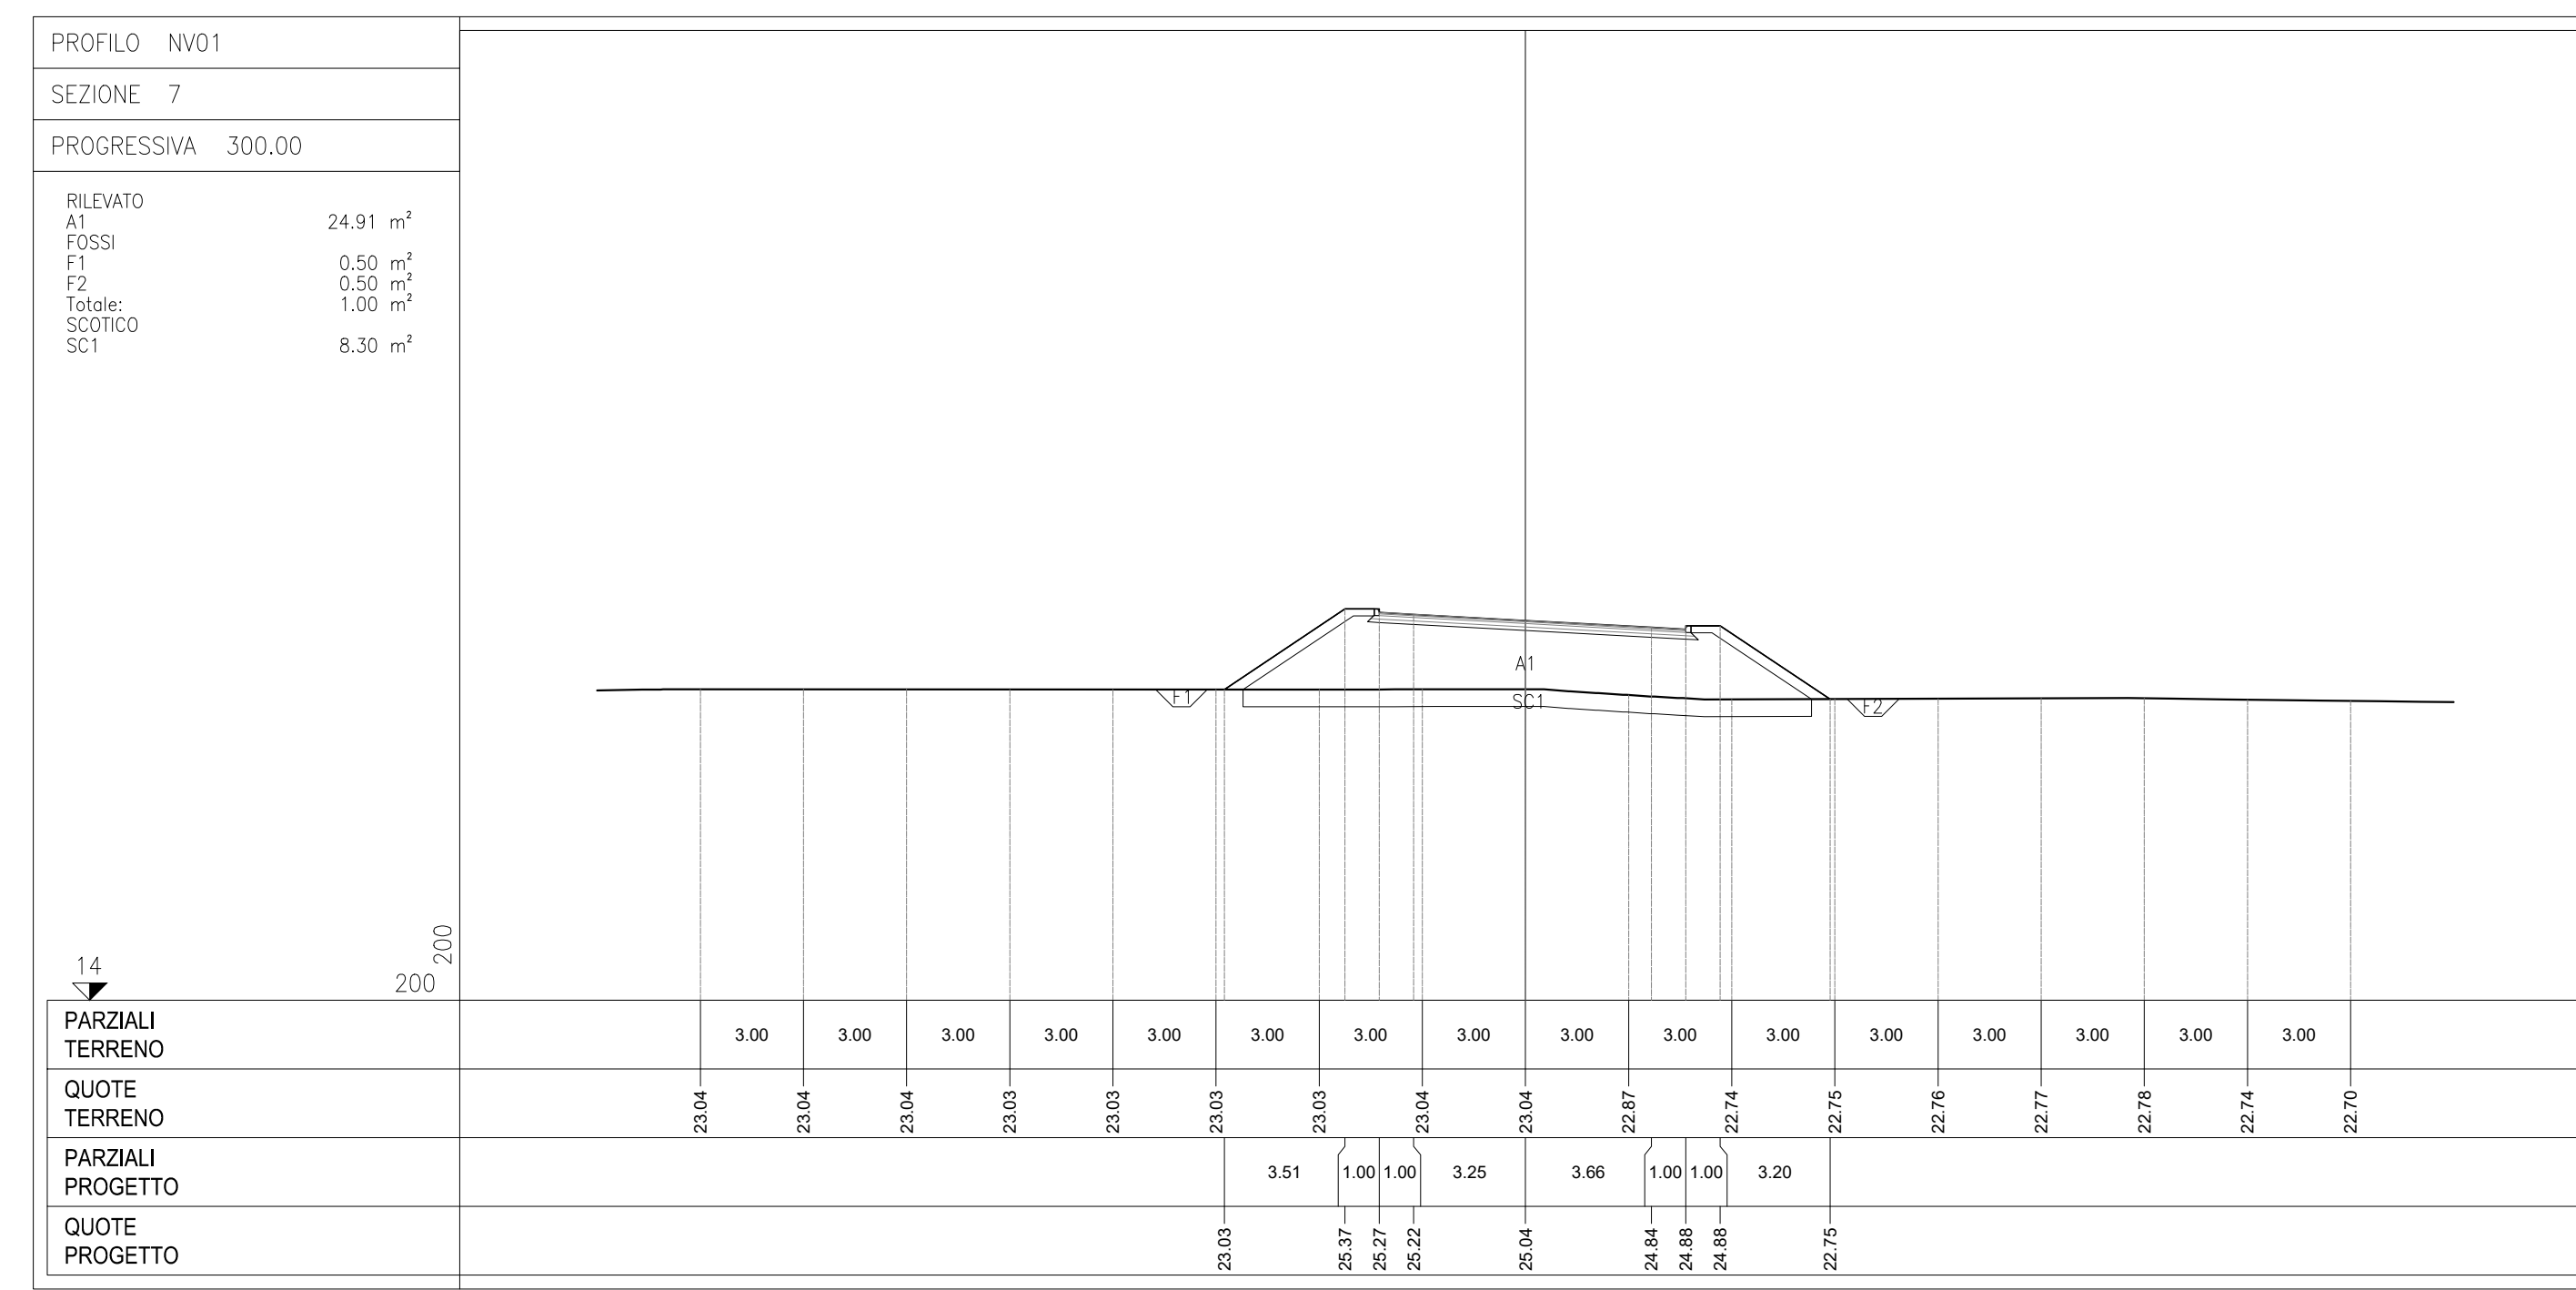 PROFILO NV01
SEZIONE 7
PROGRESSIVA 300.00
RILEVATO
A1 24.91 m²
FOSSI
F1 0.50 m²
F2 0.50 m²
Totale: 1.00 m²
SCOTICO
SC1 8.30 m²
A1
F1
SC1
F2
14
200
200
PARZIALI
TERRENO
3.00 3.00 3.00 3.00 3.00 3.00 3.00 3.00 3.00 3.00 3.00 3.00 3.00 3.00 3.00 3.00
QUOTE
TERRENO
23.04 23.04 23.04 23.03 23.03 23.03 23.03 23.04 23.04 22.87 22.74 22.75 22.76 22.77 22.78 22.74 22.70
PARZIALI
PROGETTO
3.51 1.00 1.00 3.25 3.66 1.00 1.00 3.20
QUOTE
PROGETTO
23.03 25.37 25.27 25.22 25.04 24.84 24.88 24.88 22.75